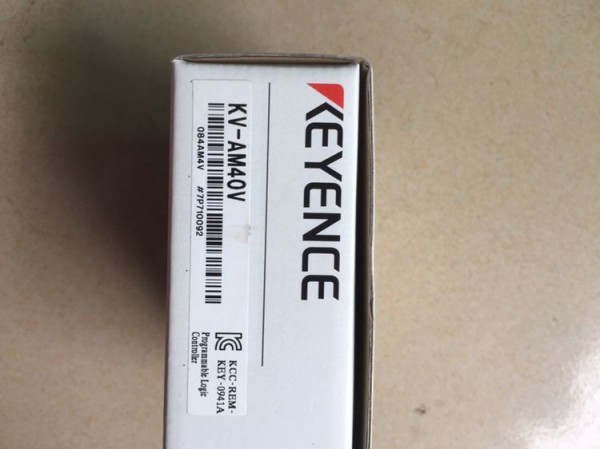 KEYENCE
KV-AM40V
084AM4V #7P710092
KCC-REM-
KEY-0941A
Programmable Logic
Controller